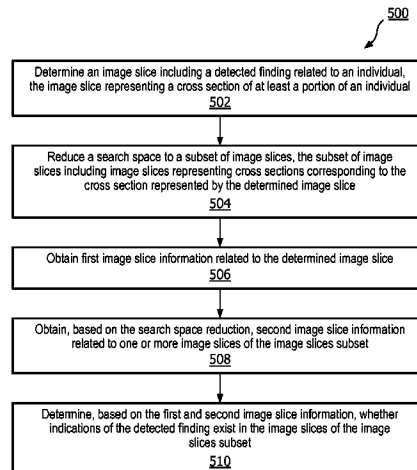 500
Determine an image slice including a detected finding related to an individual,
the image slice representing a cross section of at least a portion of an individual
502
Reduce a search space to a subset of image slices, the subset of image
slices including image slices representing cross sections corresponding to the
cross section represented by the determined image slice
504
Obtain first image slice information related to the determined image slice
506
Obtain, based on the search space reduction, second image slice information
related to one or more image slices of the image slices subset
508
Determine, based on the first and second image slice information, whether
indications of the detected finding exist in the image slices of the
image slices subset
510